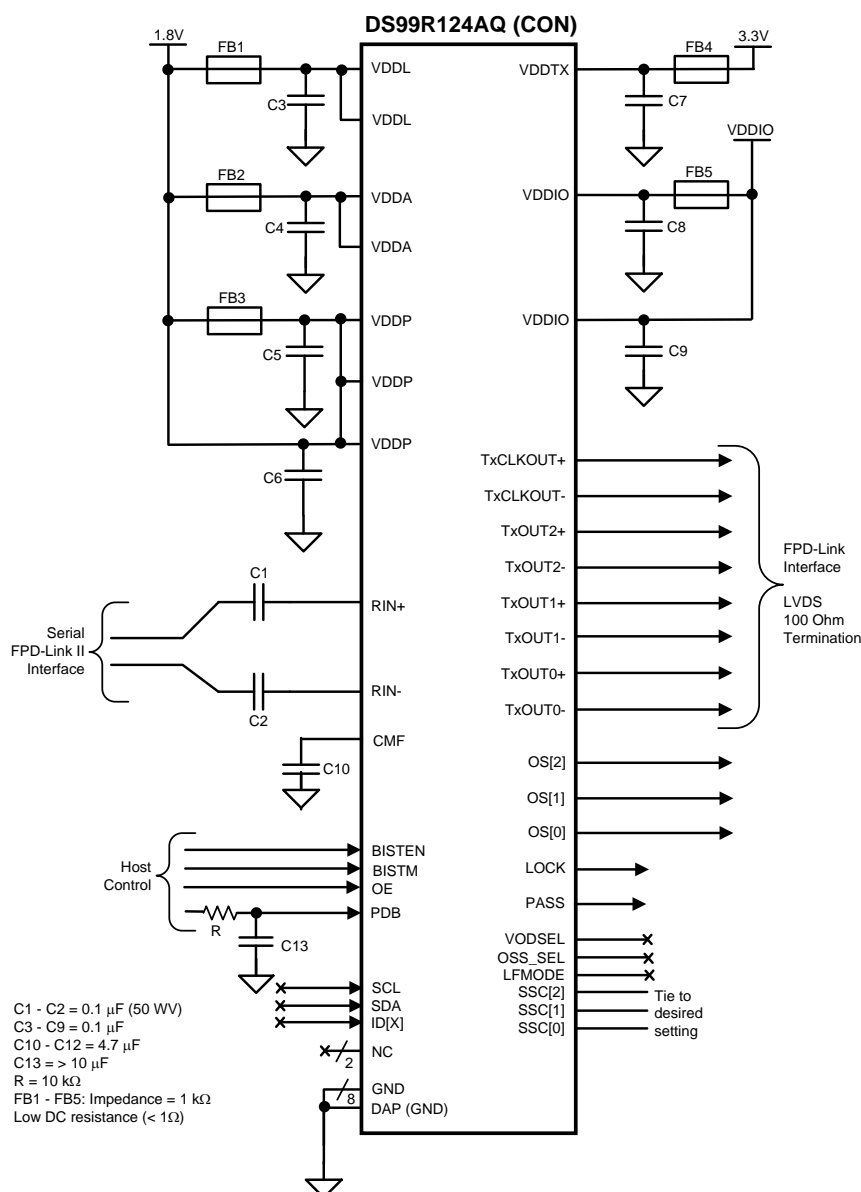 DS99R124AQ (CON)
1.8V
FB1
C3
VDDL
VDDL
FB2
C4
VDDA
VDDA
FB3
C5
VDDP
VDDP
VDDP
C6
VDDTX
FB4
3.3V
C7
VDDIO
VDDIO
FB5
C8
VDDIO
C9
TxCLKOUT+
TxCLKOUT-
TxOUT2+
TxOUT2-
TxOUT1+
TxOUT1-
TxOUT0+
TxOUT0-
FPD-Link
Interface
LVDS
100 Ohm
Termination
Serial
FPD-Link II
Interface
C1
RIN+
C2
RIN-
CMF
C10
OS[2]
OS[1]
OS[0]
LOCK
PASS
Host
Control
BISTEN
BISTM
OE
PDB
R
C13
VODSEL
OSS_SEL
LFMODE
SSC[2]
SSC[1]
SSC[0]
Tie to
desired
setting
SCL
SDA
ID[X]
NC
2
GND
8
DAP (GND)
C1 - C2 = 0.1 μF (50 WV)
C3 - C9 = 0.1 μF
C10 - C12 = 4.7 μF
C13 = > 10 μF
R = 10 kΩ
FB1 - FB5: Impedance = 1 kΩ
Low DC resistance (< 1Ω)